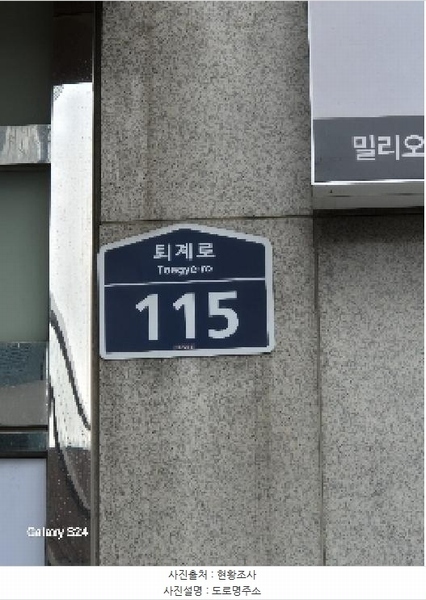 밀리오
퇴계로
Toegye-ro
115
Galaxy S24
사진출처 : 현황조사
사진설명 : 도로명주소